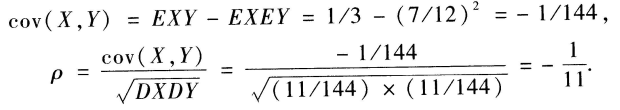 cov(X,Y) = EXY - EXEY = 1/3 - (7/12)² = -1/144,
ρ = cov(X,Y)/√DXDY = -1/144/√(11/144) × (11/144) = -1/11.